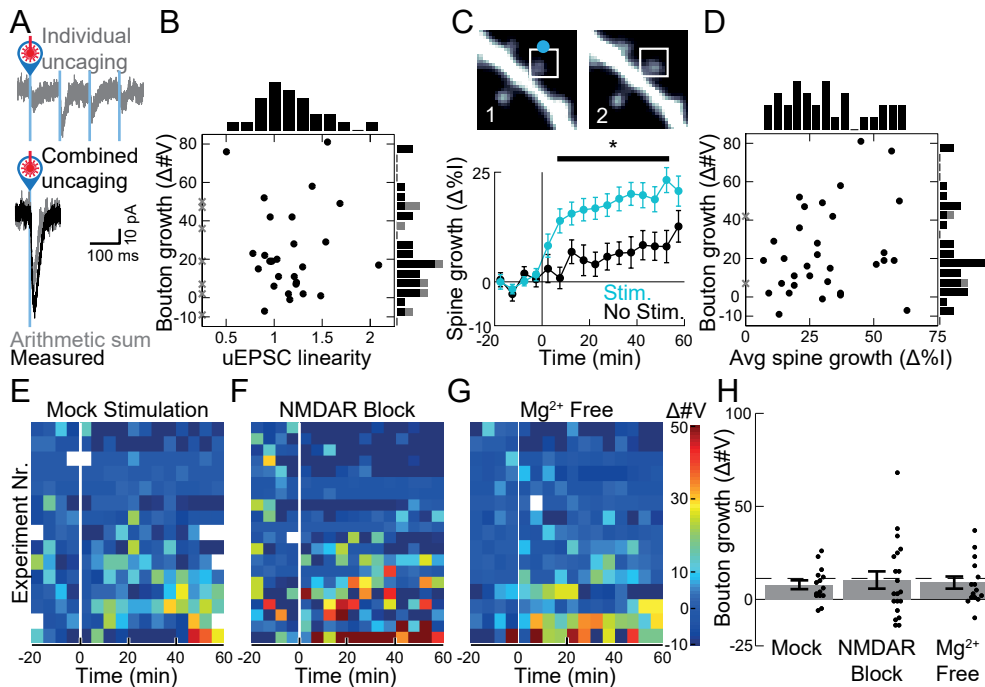 A
Individual
uncaging
Combined
uncaging
10 pA
100 ms
Arithmetic sum
Measured
B
Bouton growth (Δ#V)
80
60
40
20
0
-10
0.5
1.0
1.5
2.0
uEPSC linearity
C
1
2
*
Spine growth (Δ%I)
25
0
-10
Stim.
No Stim.
-20
0
20
40
60
Time (min)
D
Bouton growth (Δ#V)
80
60
40
20
0
-10
0
25
50
75
Avg spine growth (Δ%I)
E
Mock Stimulation
Experiment Nr.
-20
0
20
40
60
Time (min)
F
NMDAR Block
-20
0
20
40
60
Time (min)
G
Mg²⁺ Free
-20
0
20
40
60
Time (min)
Δ#V
50
30
10
0
-10
H
Bouton growth (Δ#V)
100
50
0
-25
Mock
NMDAR
Block
Mg²⁺
Free